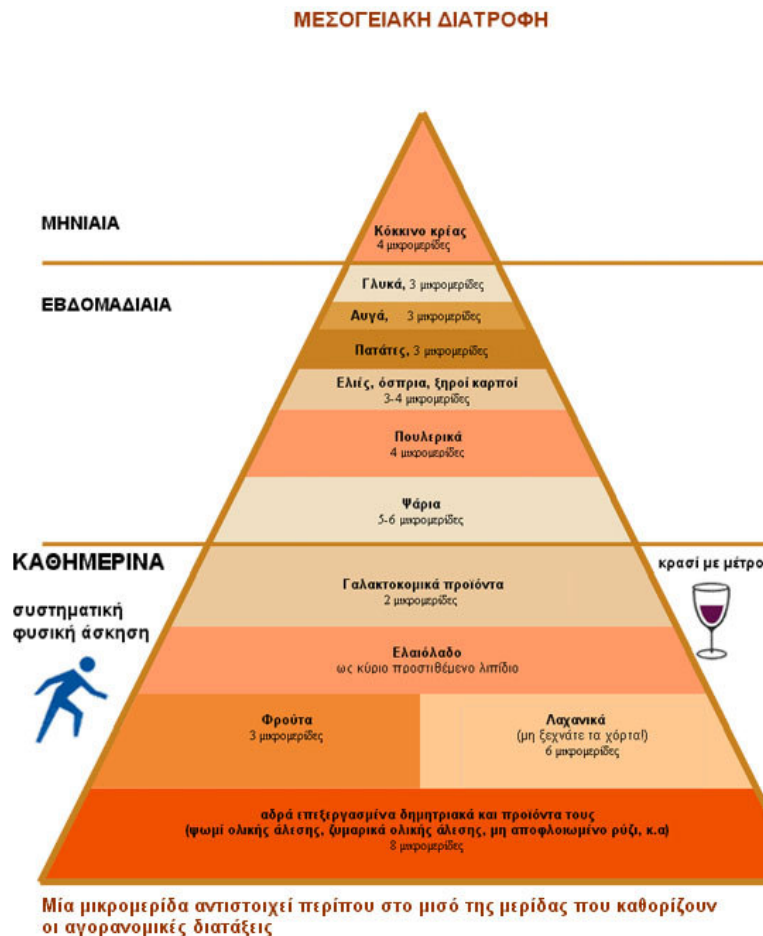 ΜΕΣΟΓΕΙΑΚΗ ΔΙΑΤΡΟΦΗ
ΜΗΝΙΑΙΑ
Κόκκινο κρέας
4 μικρομερίδες
ΕΒΔΟΜΑΔΙΑΙΑ
Γλυκά, 3 μικρομερίδες
Αυγά, 3 μικρομερίδες
Πατάτες, 3 μικρομερίδες
Ελιές, όσπρια, ξηροί καρποί
3-4 μικρομερίδες
Πουλερικά
4 μικρομερίδες
Ψάρια
5-6 μικρομερίδες
ΚΑΘΗΜΕΡΙΝΑ
συστηματική
φυσική άσκηση
κρασί με μέτρο
Γαλακτοκομικά προϊόντα
2 μικρομερίδες
Ελαιόλαδο
ως κύριο προστιθέμενο λιπίδιο
Φρούτα
3 μικρομερίδες
Λαχανικά
(μη ξεχνάτε τα χόρτα!)
6 μικρομερίδες
αδρά επεξεργασμένα δημητριακά και προϊόντα τους
(ψωμί ολικής άλεσης, ζυμαρικά ολικής άλεσης, μη αποφλοιωμένο ρύζι, κ.α)
8 μικρομερίδες
Μία μικρομερίδα αντιστοιχεί περίπου στο μισό της μερίδας που καθορίζουν
οι αγορανομικές διατάξεις